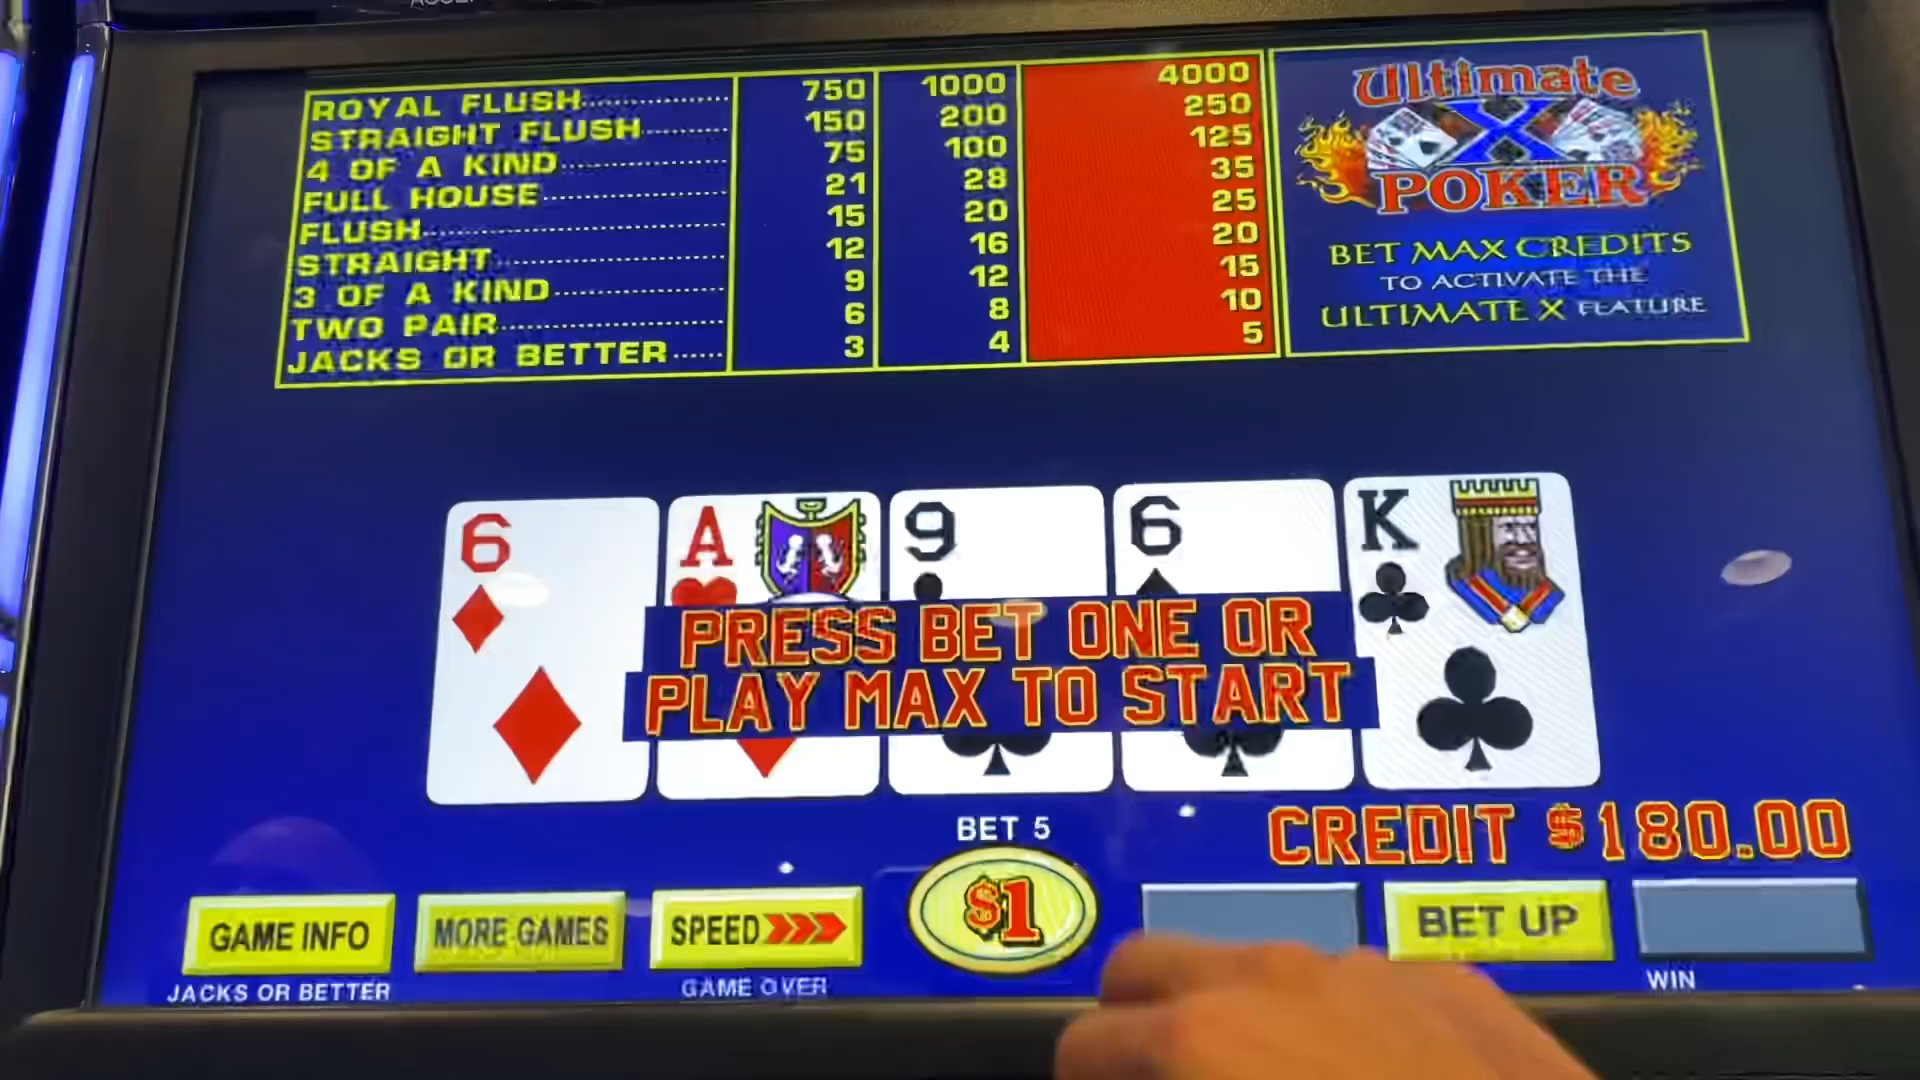 ROYAL FLUSH 750 1000 4000
STRAIGHT FLUSH 150 200 250
4 OF A KIND 75 100 125
FULL HOUSE 21 28 35
FLUSH 15 20 25
STRAIGHT 12 16 20
3 OF A KIND 9 12 15
TWO PAIR 6 8 10
JACKS OR BETTER 3 4 5
Ultimate
X
POKER
BET MAX CREDITS
TO ACTIVATE THE
ULTIMATE X FEATURE
6 A 9 6 K
PRESS BET ONE OR
PLAY MAX TO START
BET 5
CREDIT $180.00
GAME INFO
MORE GAMES
SPEED
$1
BET UP
JACKS OR BETTER
GAME OVER
WIN